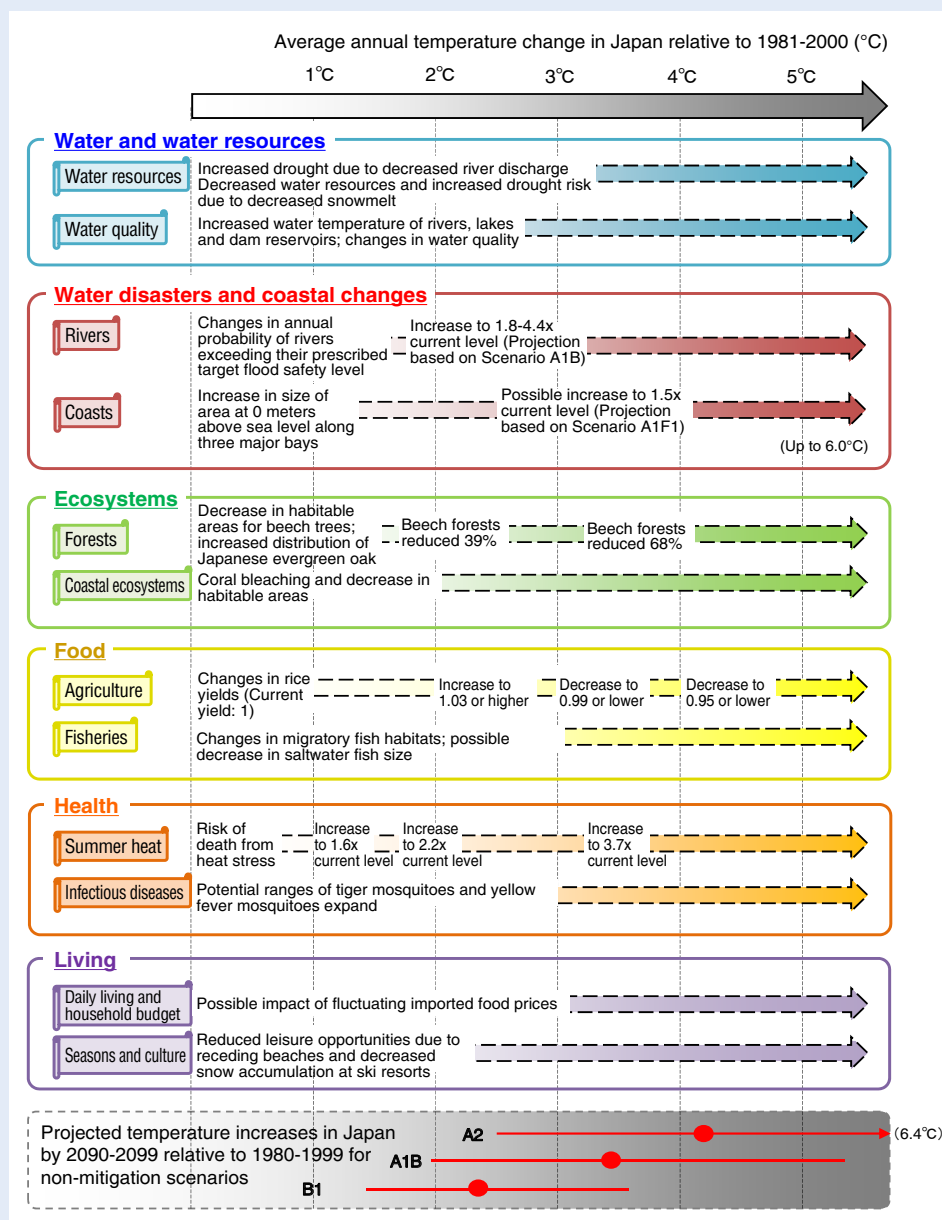 Average annual temperature change in Japan relative to 1981-2000 (°C)
1°C 2°C 3°C 4°C 5°C
Water and water resources
Water resources
Increased drought due to decreased river discharge
Decreased water resources and increased drought risk
due to decreased snowmelt
Water quality
Increased water temperature of rivers, lakes
and dam reservoirs; changes in water quality
Water disasters and coastal changes
Rivers
Changes in annual
probability of rivers
exceeding their prescribed
target flood safety level
Increase to 1.8-4.4x
current level (Projection
based on Scenario A1B)
Coasts
Increase in size of
area at 0 meters
above sea level along
three major bays
Possible increase to 1.5x
current level (Projection
based on Scenario A1F1)
(Up to 6.0°C)
Ecosystems
Forests
Decrease in habitable
areas for beech trees;
increased distribution of
Japanese evergreen oak
Beech forests
reduced 39%
Beech forests
reduced 68%
Coastal ecosystems
Coral bleaching and decrease in
habitable areas
Food
Agriculture
Changes in rice
yields (Current
yield: 1)
Increase to
1.03 or higher
Decrease to
0.99 or lower
Decrease to
0.95 or lower
Fisheries
Changes in migratory fish habitats; possible
decrease in saltwater fish size
Health
Summer heat
Risk of
death from
heat stress
Increase
to 1.6x
current level
Increase
to 2.2x
current level
Increase
to 3.7x
current level
Infectious diseases
Potential ranges of tiger mosquitoes and yellow
fever mosquitoes expand
Living
Daily living and
household budget
Possible impact of fluctuating imported food prices
Seasons and culture
Reduced leisure opportunities due to
receding beaches and decreased
snow accumulation at ski resorts
Projected temperature increases in Japan
by 2090-2099 relative to 1980-1999 for
non-mitigation scenarios
A2
(6.4°C)
A1B
B1